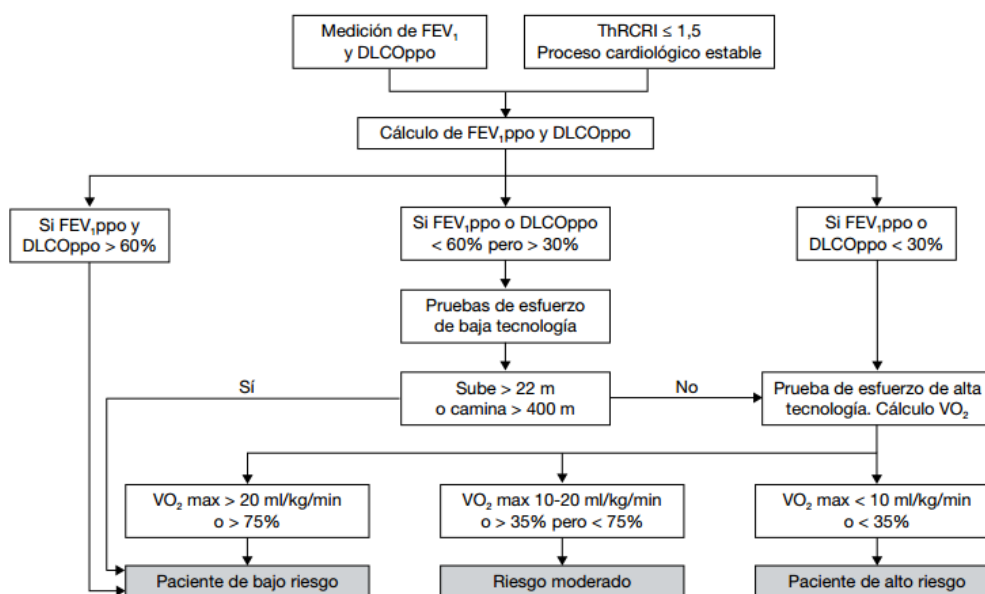 Medición de FEV₁
y DLCOppo
ThRCRI ≤ 1,5
Proceso cardiológico estable
Cálculo de FEV₁ppo y DLCOppo
Si FEV₁ppo y
DLCOppo > 60%
Si FEV₁ppo o DLCOppo
< 60% pero > 30%
Si FEV₁ppo o
DLCOppo < 30%
Pruebas de esfuerzo
de baja tecnología
Sí
Sube > 22 m
o camina > 400 m
No
Prueba de esfuerzo de alta
tecnología. Cálculo VO₂
VO₂ max > 20 ml/kg/min
o > 75%
VO₂ max 10-20 ml/kg/min
o > 35% pero < 75%
VO₂ max < 10 ml/kg/min
o < 35%
Paciente de bajo riesgo
Riesgo moderado
Paciente de alto riesgo